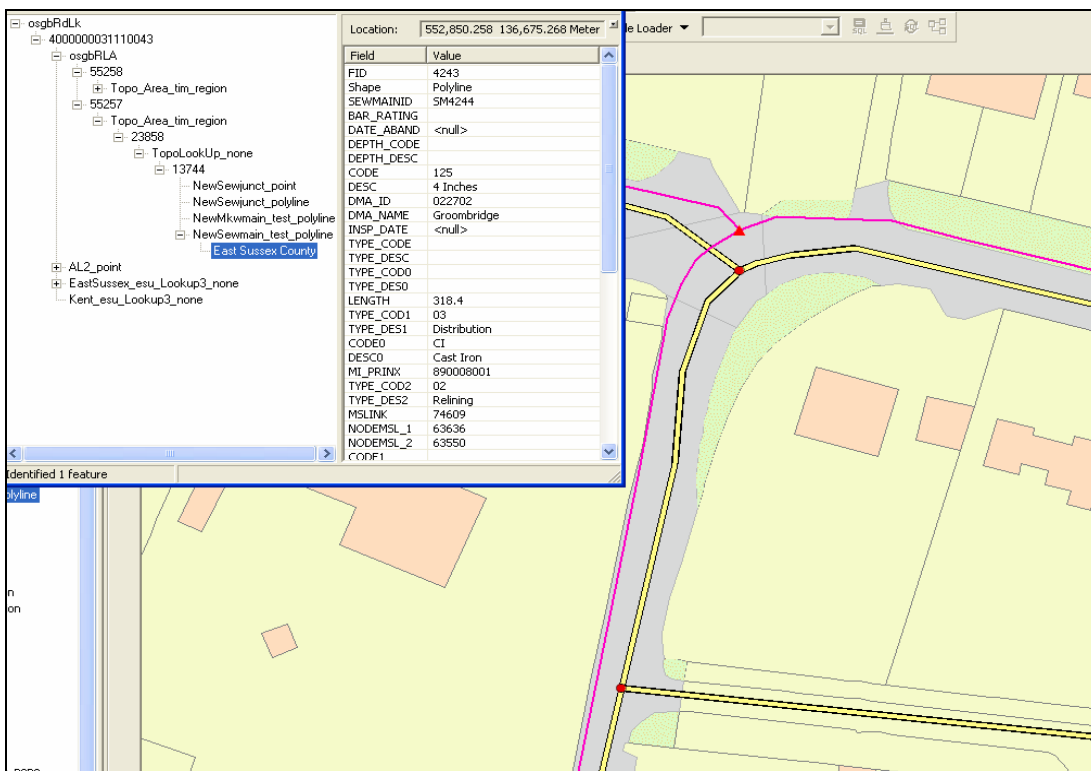 osgbRdLk
4000000031110043
osgbRLA
55258
Topo_Area_tim_region
55257
Topo_Area_tim_region
23858
TopoLookUp_none
13744
NewSewjunct_point
NewSewjunct_polyline
NewMkwmain_test_polyline
NewSewmain_test_polyline
East Sussex County
AL2_point
EastSussex_esu_Lookup3_none
Kent_esu_Lookup3_none
Location: 552,850.258 136,675.268 Meter
Field Value
FID 4243
Shape Polyline
SEWMAINID SM4244
BAR_RATING
DATE_ABAND <null>
DEPTH_CODE
DEPTH_DESC
CODE 125
DESC 4 Inches
DMA_ID 022702
DMA_NAME Groombridge
INSP_DATE <null>
TYPE_CODE
TYPE_DESC
TYPE_COD0
TYPE_DES0
LENGTH 318.4
TYPE_COD1 03
TYPE_DES1 Distribution
CODE0 CI
DESC0 Cast Iron
MI_PRINX 890008001
TYPE_COD2 02
TYPE_DES2 Relining
MSLINK 74609
NODEMSL_1 63636
NODEMSL_2 63550
CODE1
Identified 1 feature
le Loader
SQL
olyline
n
on